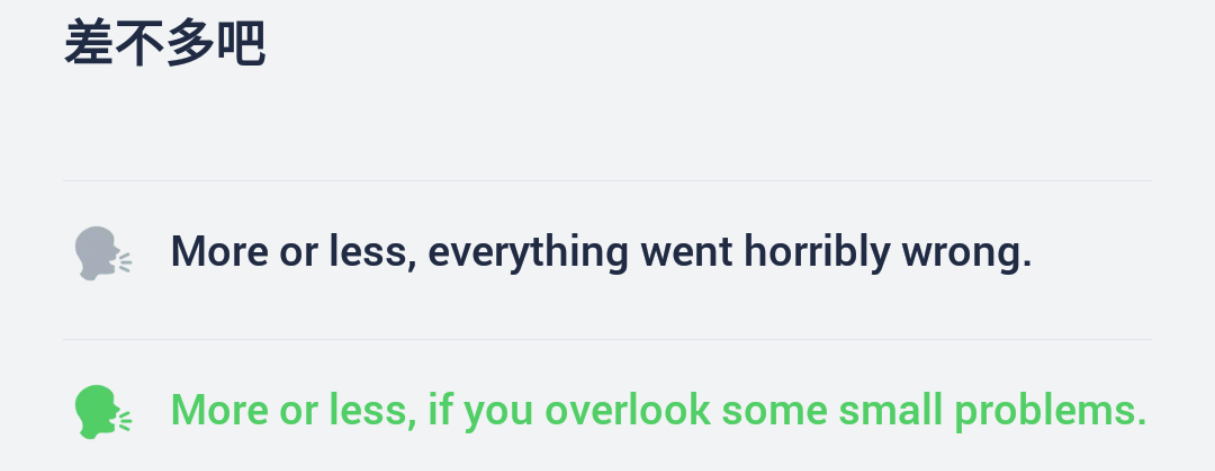 差不多吧
More or less, everything went horribly wrong.
More or less, if you overlook some small problems.